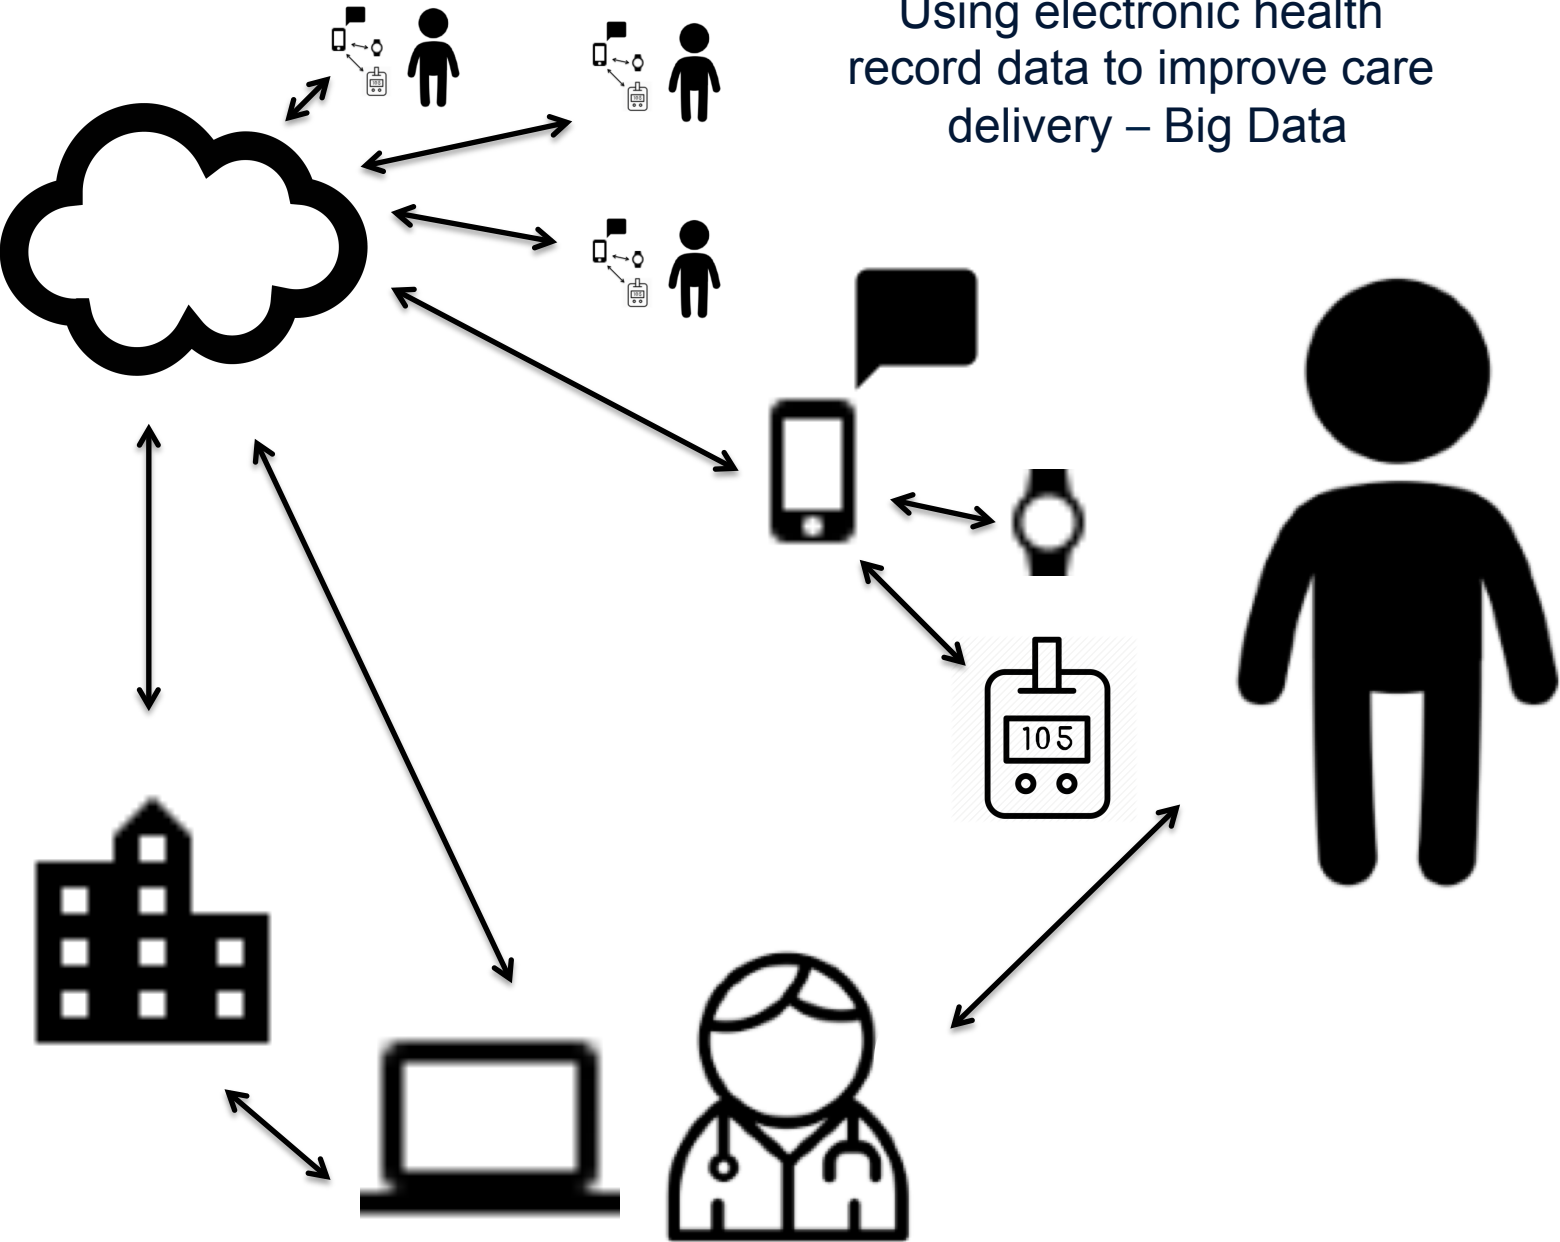 Using electronic health
record data to improve care
delivery – Big Data
105